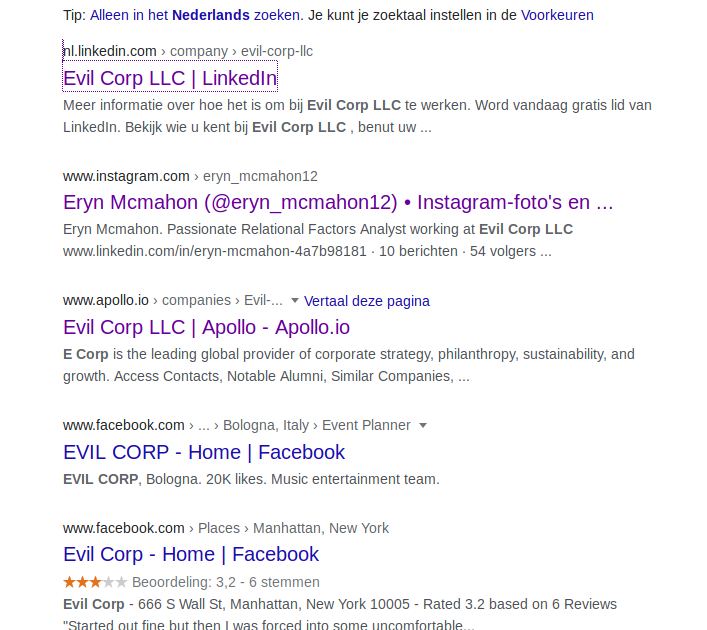 Tip: Alleen in het Nederlands zoeken. Je kunt je zoektaal instellen in de Voorkeuren
nl.linkedin.com › company › evil-corp-llc
Evil Corp LLC | LinkedIn
Meer informatie over hoe het is om bij Evil Corp LLC te werken. Word vandaag gratis lid van
LinkedIn. Bekijk wie u kent bij Evil Corp LLC , benut uw ...
www.instagram.com › eryn_mcmahon12
Eryn Mcmahon (@eryn_mcmahon12) • Instagram-foto's en ...
Eryn Mcmahon. Passionate Relational Factors Analyst working at Evil Corp LLC
www.linkedin.com/in/eryn-mcmahon-4a7b98181 · 10 berichten · 54 volgers ...
www.apollo.io › companies › Evil-... Vertaal deze pagina
Evil Corp LLC | Apollo - Apollo.io
E Corp is the leading global provider of corporate strategy, philanthropy, sustainability, and
growth. Access Contacts, Notable Alumni, Similar Companies, ...
www.facebook.com › ... › Bologna, Italy › Event Planner
EVIL CORP - Home | Facebook
EVIL CORP, Bologna. 20K likes. Music entertainment team.
www.facebook.com › Places › Manhattan, New York
Evil Corp - Home | Facebook
Beoordeling: 3,2 - 6 stemmen
Evil Corp - 666 S Wall St, Manhattan, New York 10005 - Rated 3.2 based on 6 Reviews
"Started out fine but then I was forced into some uncomfortable...